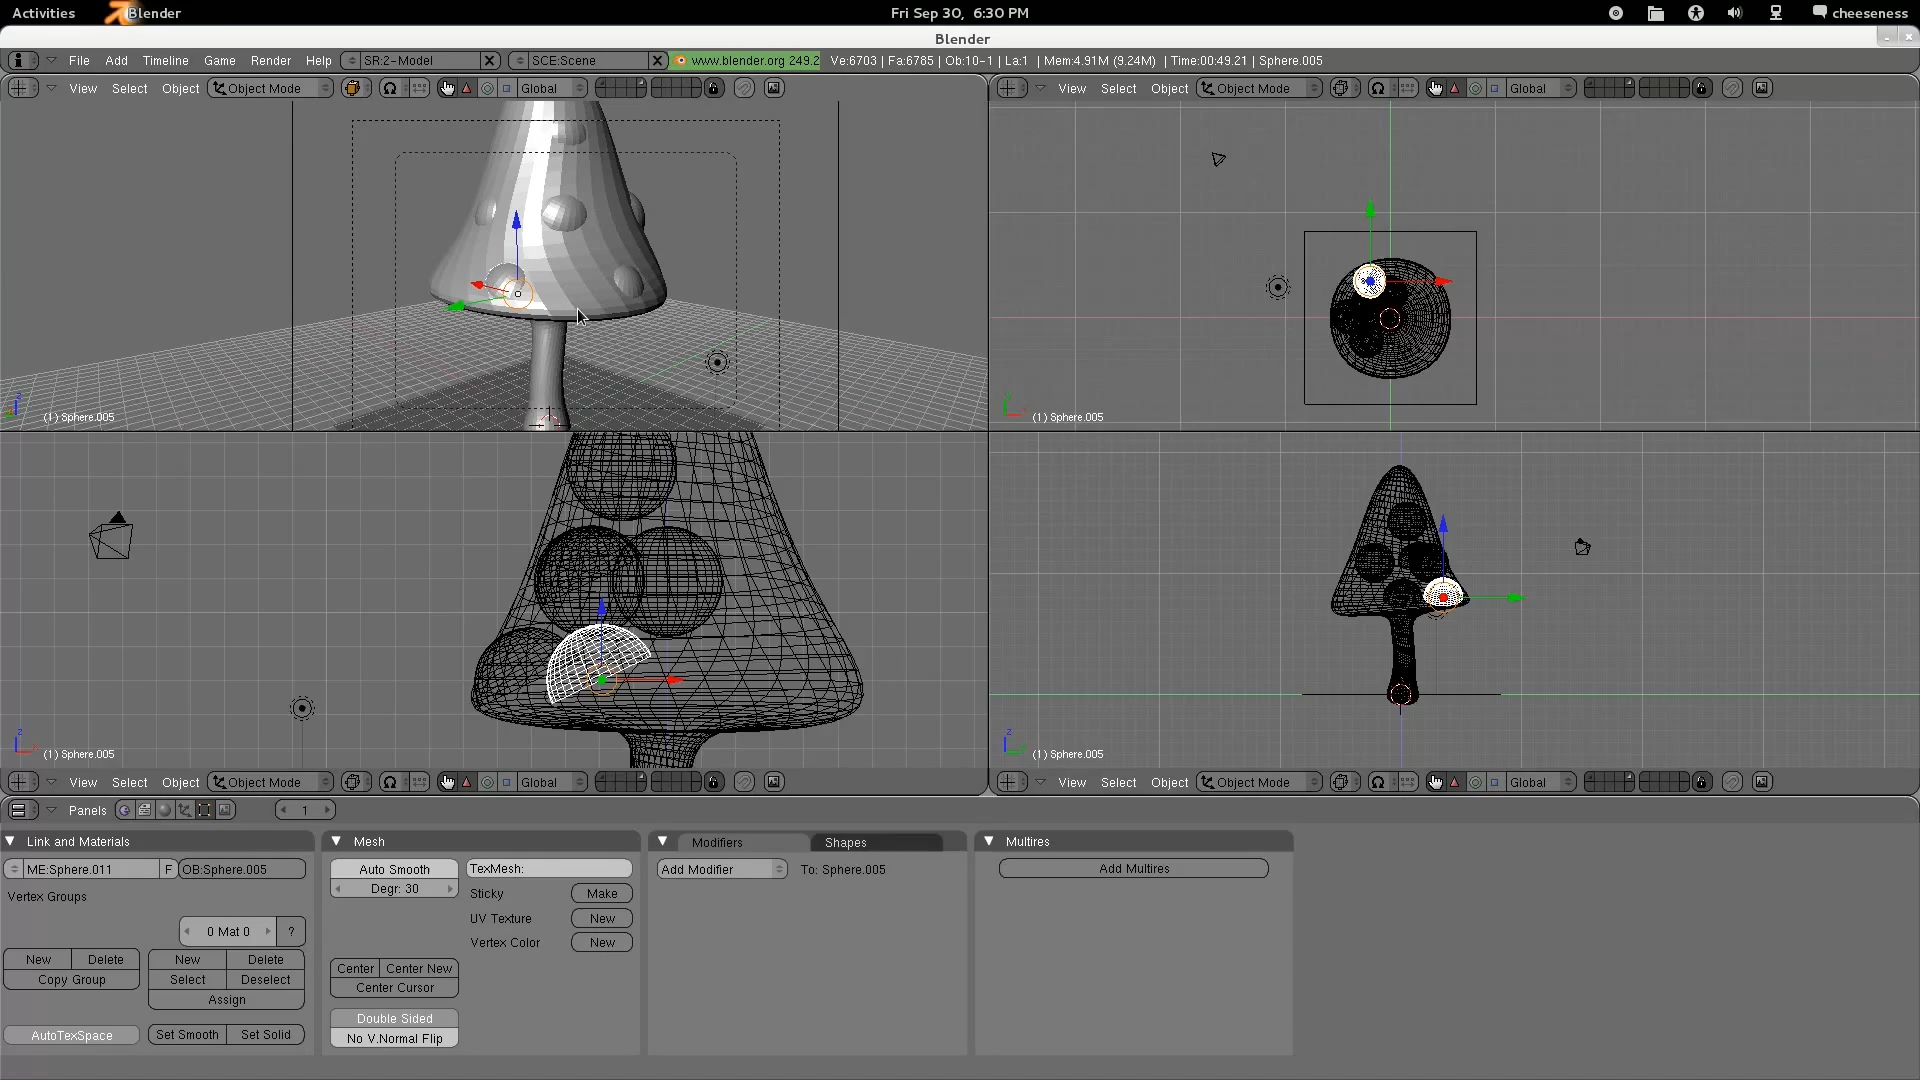 Activities Blender Fri Sep 30, 6:30 PM cheeseness
Blender
File Add Timeline Game Render Help SR:2-Model SCE:Scene www.blender.org 249.2 Ve:6703 | Fa:6785 | Ob:10-1 | La:1 | Mem:4.91M (9.24M) | Time:00:49.21 | Sphere.005
View Select Object Object Mode Global
View Select Object Object Mode Global
(1) Sphere.005
(1) Sphere.005
(1) Sphere.005
(1) Sphere.005
View Select Object Object Mode Global
View Select Object Object Mode Global
Panels 1
Link and Materials
ME:Sphere.011 F OB:Sphere.005
Vertex Groups
0 Mat 0 ?
New Delete New Delete
Copy Group Select Deselect
Assign
AutoTexSpace Set Smooth Set Solid
Mesh
Auto Smooth TexMesh:
Degr: 30 Sticky Make
UV Texture New
Vertex Color New
Center Center New
Center Cursor
Double Sided
No V.Normal Flip
Modifiers Shapes
Add Modifier To: Sphere.005
Multires
Add Multires